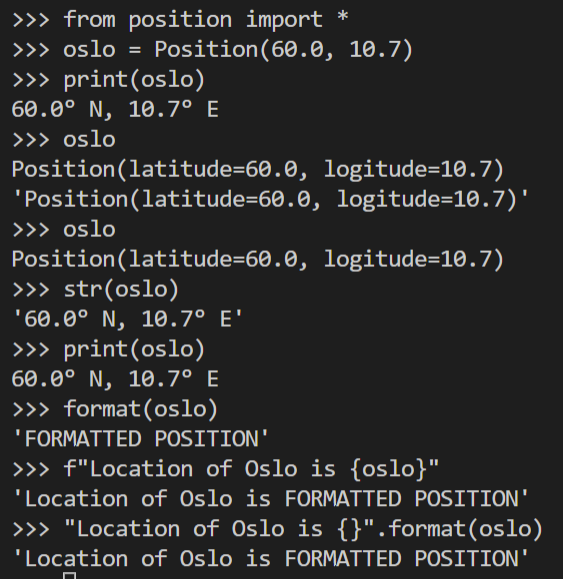 >>> from position import *
>>> oslo = Position(60.0, 10.7)
>>> print(oslo)
60.0° N, 10.7° E
>>> oslo
Position(latitude=60.0, logitude=10.7)
'Position(latitude=60.0, logitude=10.7)'
>>> oslo
Position(latitude=60.0, logitude=10.7)
>>> str(oslo)
'60.0° N, 10.7° E'
>>> print(oslo)
60.0° N, 10.7° E
>>> format(oslo)
'FORMATTED POSITION'
>>> f"Location of Oslo is {oslo}"
'Location of Oslo is FORMATTED POSITION'
>>> "Location of Oslo is {}".format(oslo)
'Location of Oslo is FORMATTED POSITION'